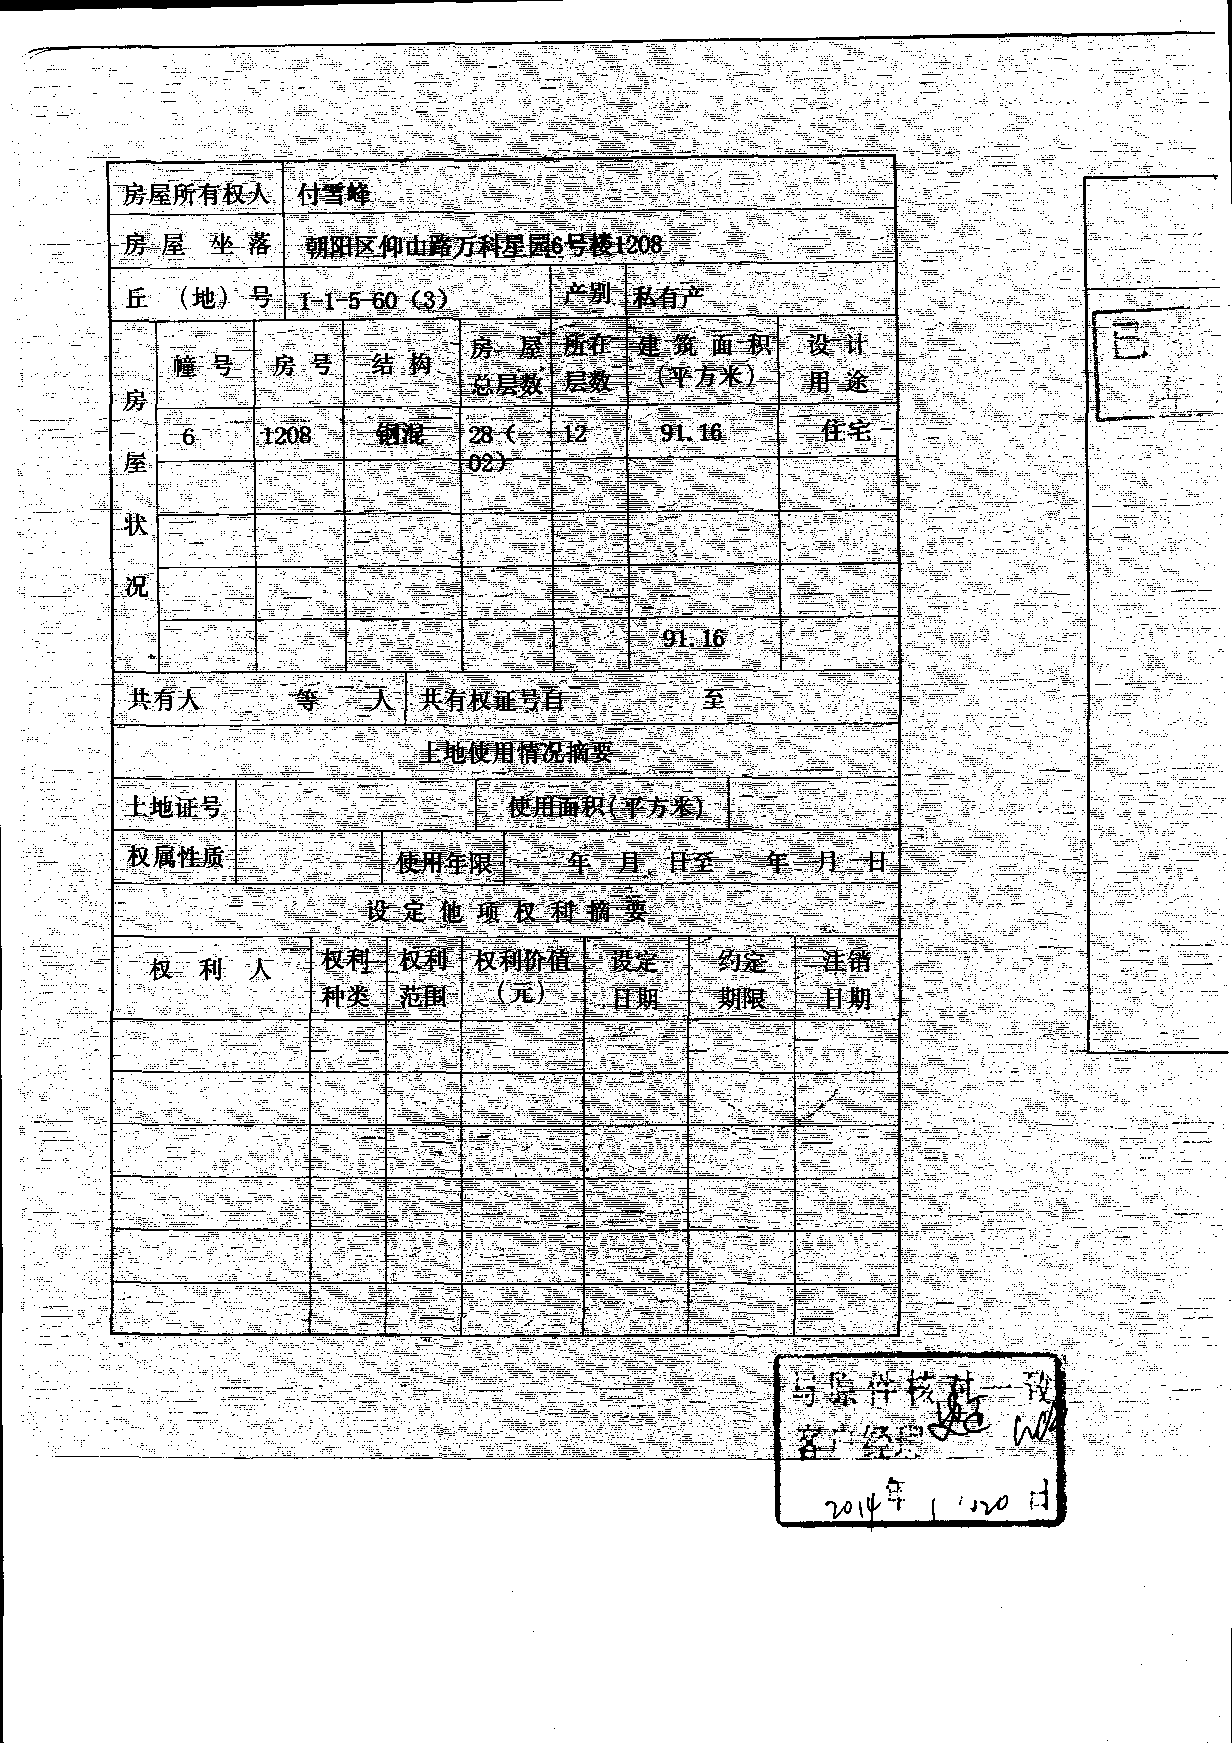 房屋所有权人 付雪峰
房屋坐落 朝阳区仰山路万科星园6号楼1208
丘（地）号 I-1-5-60（3） 产别 私有产
房屋状况
幢号 房号 结构 房屋总层数 所在层数 建筑面积（平方米） 设计用途
6 1208 钢混 28（02） 12 91.16 住宅
91.16
共有人 等 人 共有权证号自 至
土地使用情况摘要
土地证号 使用面积（平方米）
权属性质 使用年限 年 月 日至 年 月 日
设定他项权利摘要
权利人 权利种类 权利范围 权利价值（元） 设定日期 约定期限 注销日期
与原件核对一致
客户经理
2014年 1 20日
已